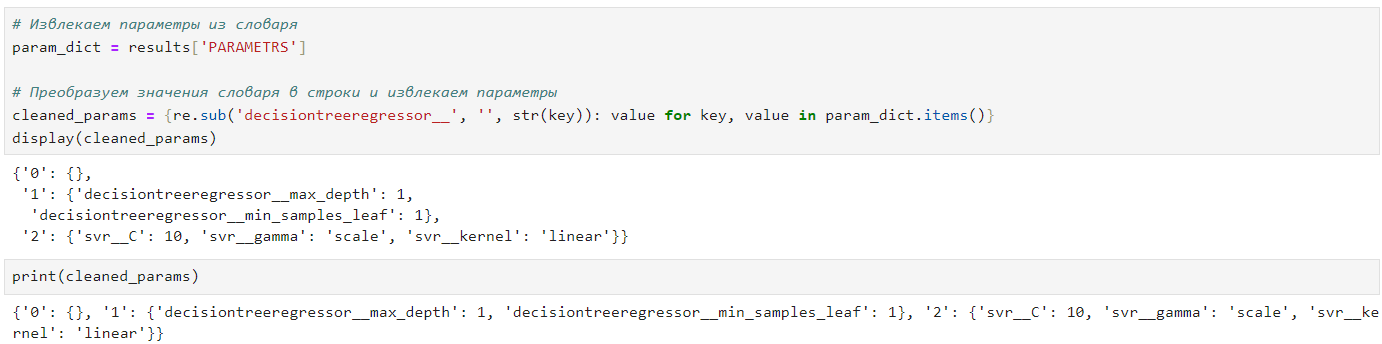 # Извлекаем параметры из словаря
param_dict = results['PARAMETRS']
# Преобразуем значения словаря в строки и извлекаем параметры
cleaned_params = {re.sub('decisiontreeregressor__', '', str(key)): value for key, value in param_dict.items()}
display(cleaned_params)
{'0': {},
 '1': {'decisiontreeregressor__max_depth': 1,
  'decisiontreeregressor__min_samples_leaf': 1},
 '2': {'svr__C': 10, 'svr__gamma': 'scale', 'svr__kernel': 'linear'}}
print(cleaned_params)
{'0': {}, '1': {'decisiontreeregressor__max_depth': 1, 'decisiontreeregressor__min_samples_leaf': 1}, '2': {'svr__C': 10, 'svr__gamma': 'scale', 'svr__ke
rnel': 'linear'}}